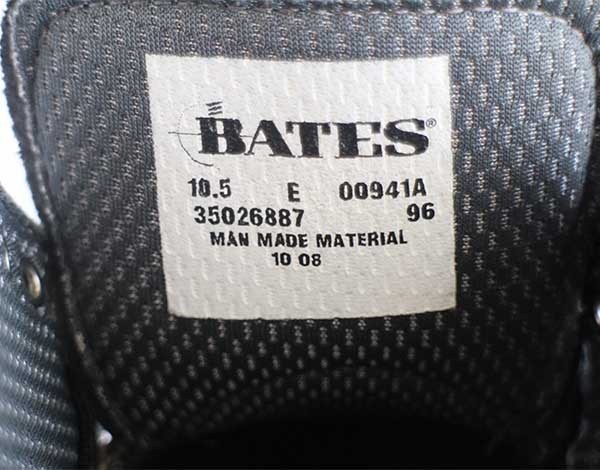 BATES®
10.5 E 00941A
35026887 96
MAN MADE MATERIAL
10 08